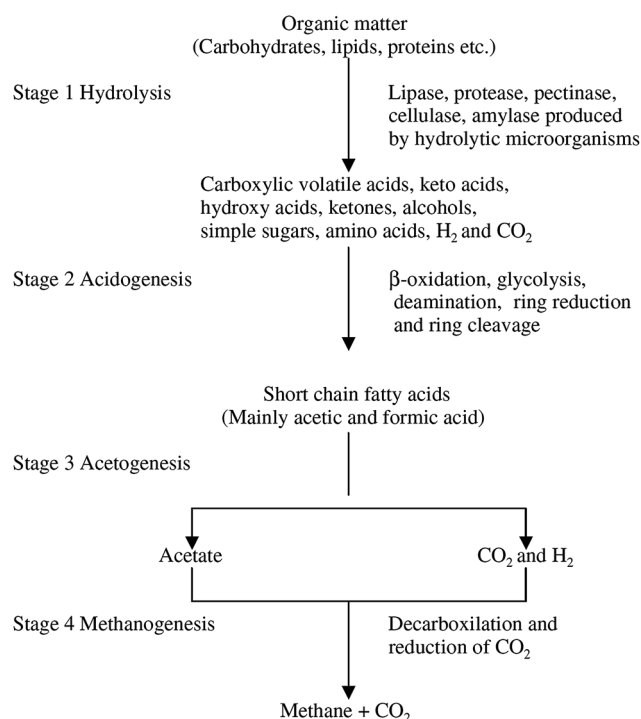 Organic matter
(Carbohydrates, lipids, proteins etc.)
Stage 1 Hydrolysis
Lipase, protease, pectinase,
cellulase, amylase produced
by hydrolytic microorganisms
Carboxylic volatile acids, keto acids,
hydroxy acids, ketones, alcohols,
simple sugars, amino acids, H₂ and CO₂
Stage 2 Acidogenesis
β-oxidation, glycolysis,
deamination, ring reduction
and ring cleavage
Short chain fatty acids
(Mainly acetic and formic acid)
Stage 3 Acetogenesis
Acetate
CO₂ and H₂
Stage 4 Methanogenesis
Decarboxilation and
reduction of CO₂
Methane + CO₂